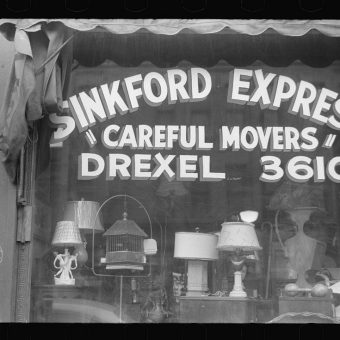 SINKFORD EXPRES
" CAREFUL MOVERS "
DREXEL 3610